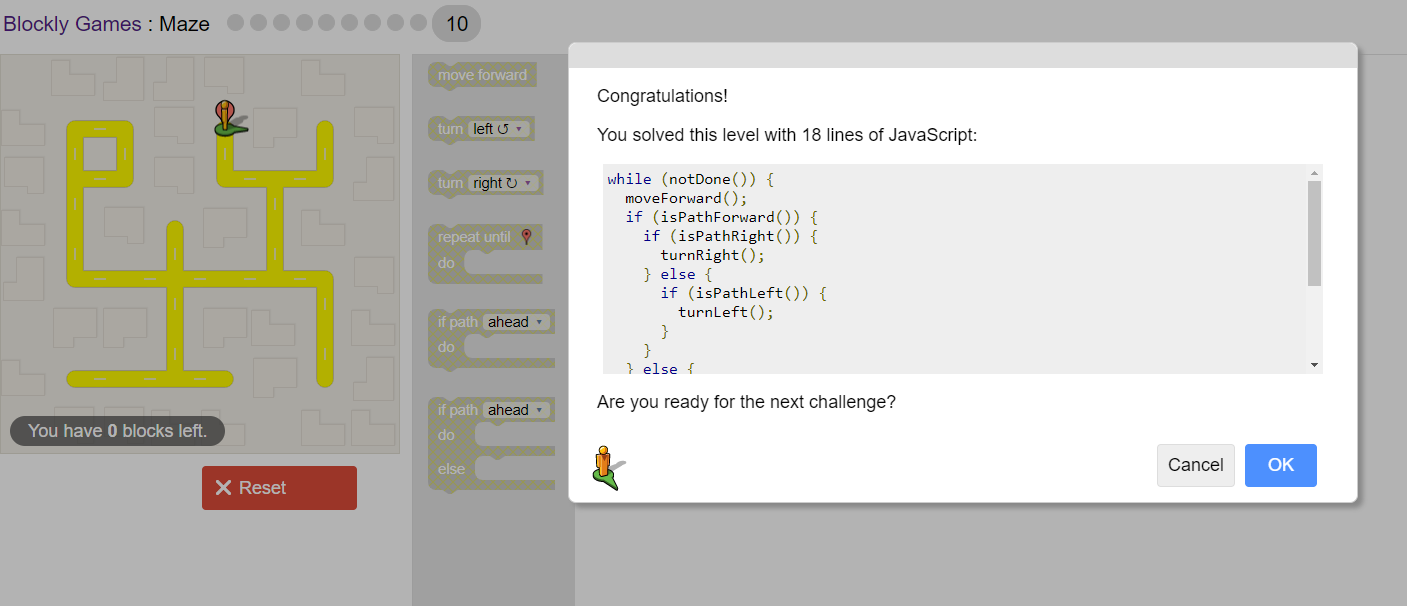 Blockly Games : Maze 10
move forward
turn left ↺ ▾
turn right ↻ ▾
repeat until
do
if path ahead ▾
do
if path ahead ▾
do
else
You have 0 blocks left.
Reset
Congratulations!
You solved this level with 18 lines of JavaScript:
while (notDone()) {
  moveForward();
  if (isPathForward()) {
    if (isPathRight()) {
      turnRight();
    } else {
      if (isPathLeft()) {
        turnLeft();
      }
    }
  } else {
Are you ready for the next challenge?
Cancel OK